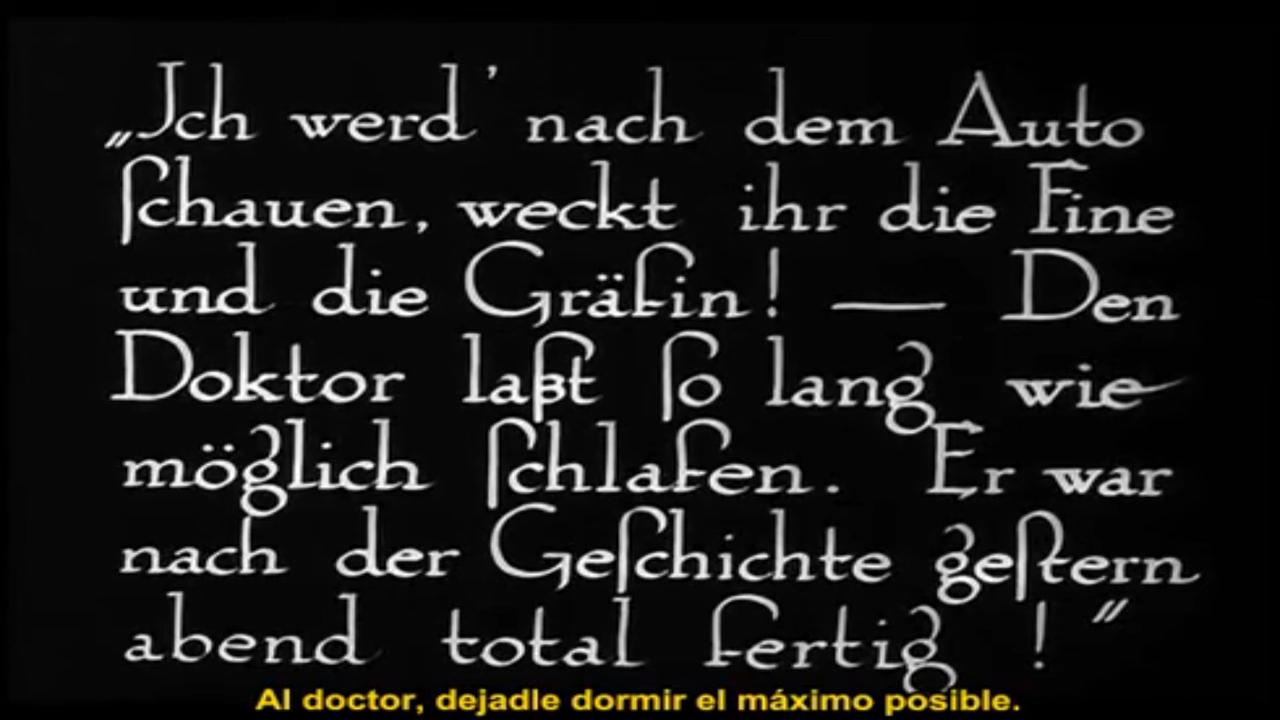 „Ich werd' nach dem Auto
ſchauen, weckt ihr die Fine
und die Gräfin! — Den
Doktor laßt ſo lang wie
möglich ſchlafen. Er war
nach der Geſchichte geſtern
abend total fertig !"
Al doctor, dejadle dormir el máximo posible.